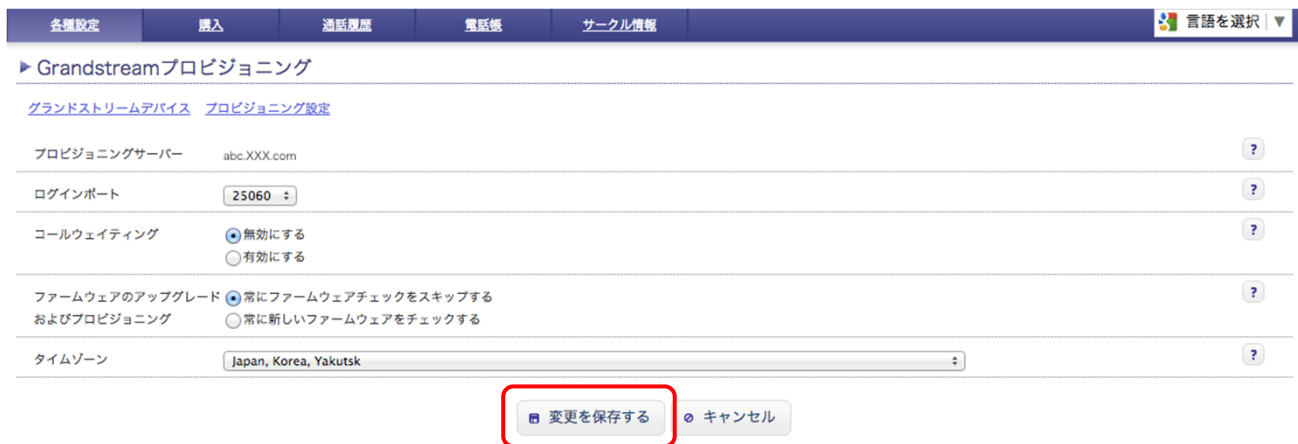 各種設定 購入 通話履歴 電話帳 サークル情報 言語を選択 ▼
Grandstreamプロビジョニング
グランドストリームデバイス プロビジョニング設定
プロビジョニングサーバー abc.XXX.com ?
ログインポート 25060 ?
コールウェイティング 無効にする ?
有効にする
ファームウェアのアップグレード 常にファームウェアチェックをスキップする ?
およびプロビジョニング 常に新しいファームウェアをチェックする
タイムゾーン Japan, Korea, Yakutsk ?
変更を保存する キャンセル